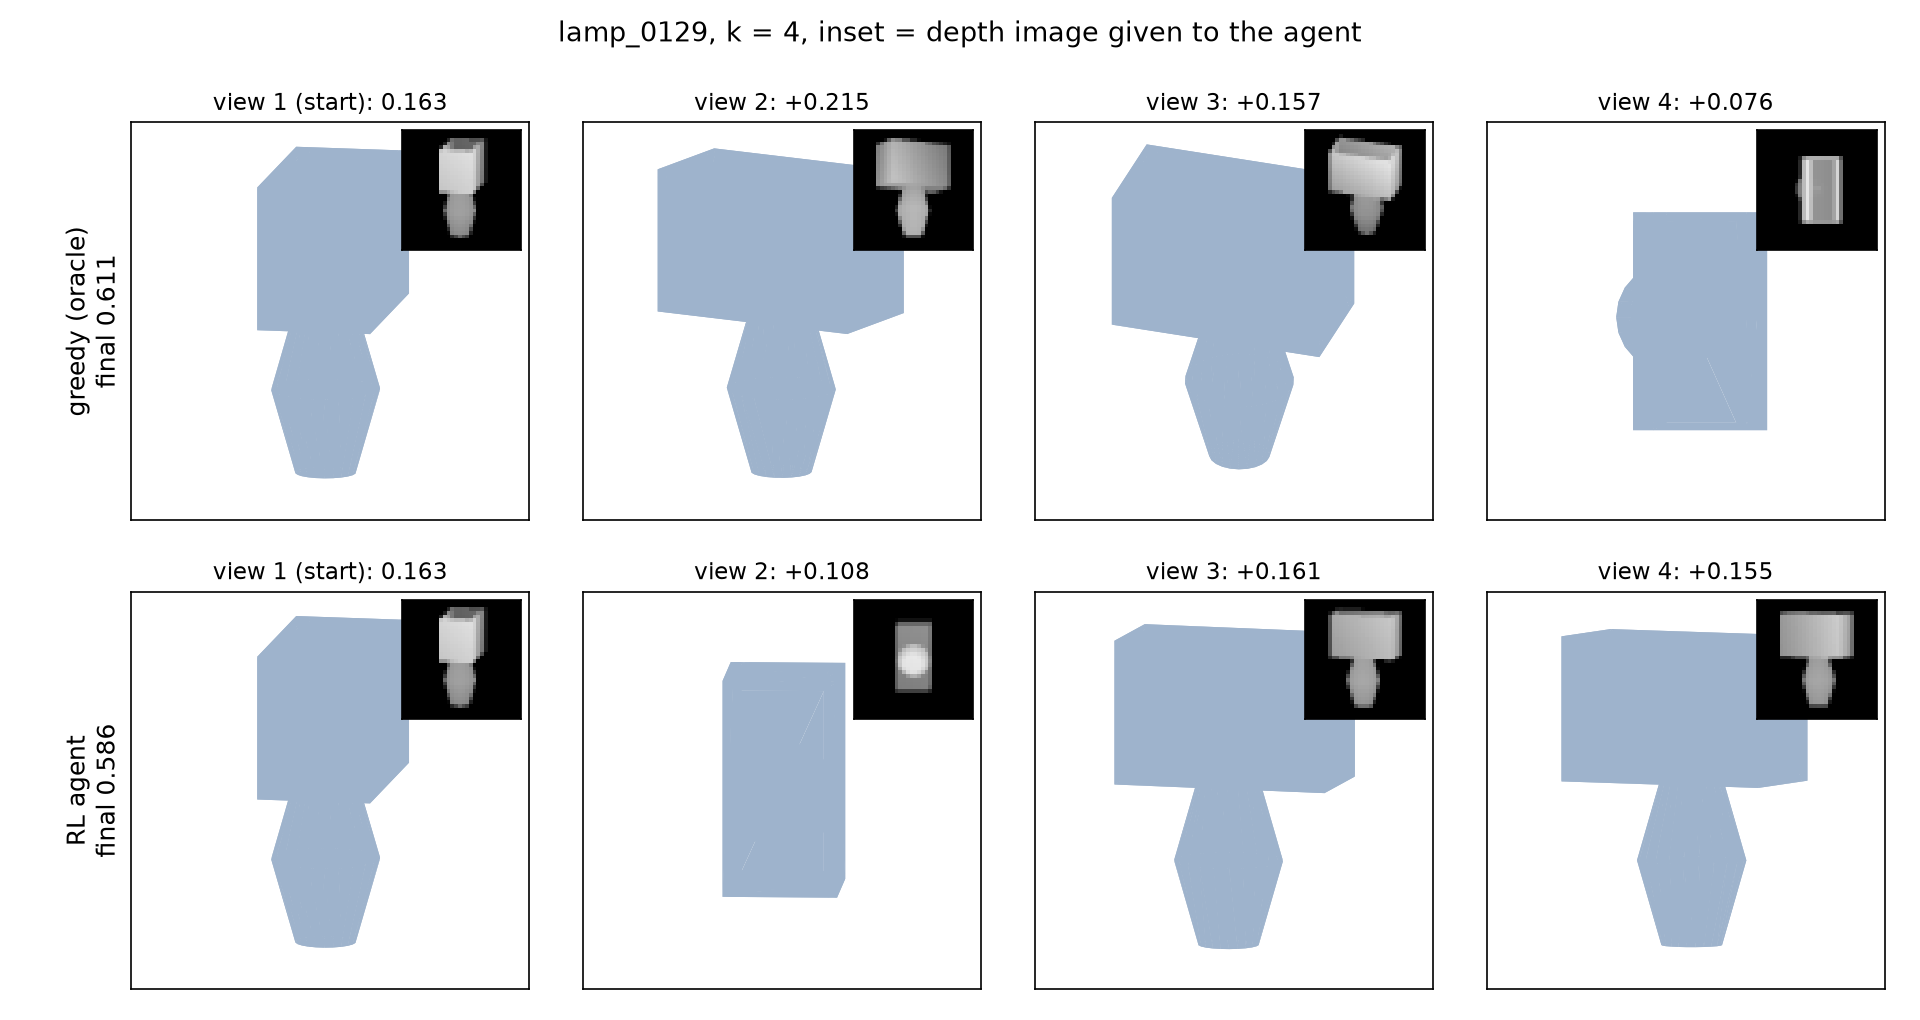 lamp_0129, k = 4, inset = depth image given to the agent
view 1 (start): 0.163
view 2: +0.215
view 3: +0.157
view 4: +0.076
greedy (oracle)
final 0.611
view 1 (start): 0.163
view 2: +0.108
view 3: +0.161
view 4: +0.155
RL agent
final 0.586